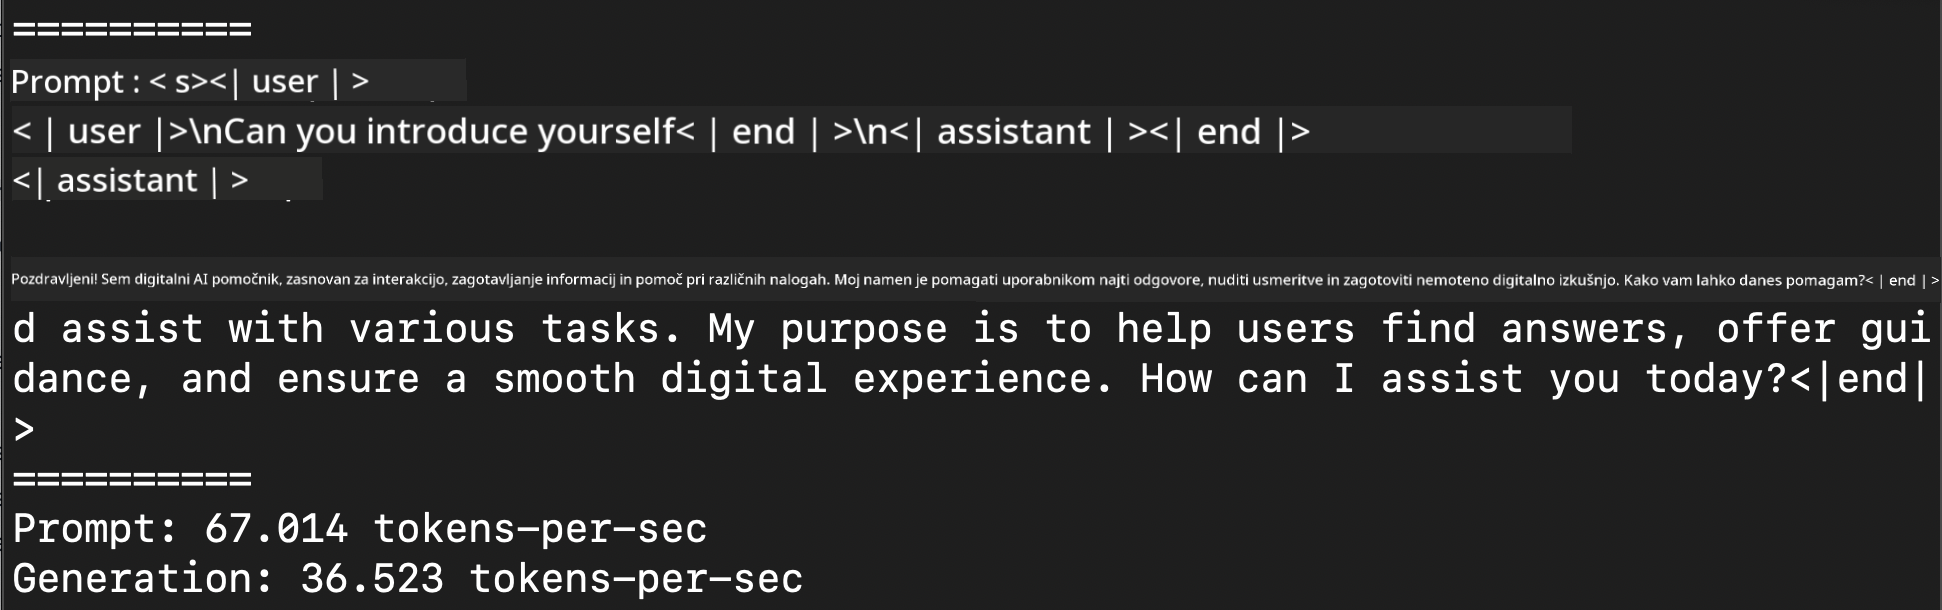 ==========
Prompt : < s><| user | >
< | user |>\nCan you introduce yourself< | end | >\n<| assistant | ><| end |>
<| assistant | >
Pozdravljeni! Sem digitalni AI pomočnik, zasnovan za interakcijo, zagotavljanje informacij in pomoč pri različnih nalogah. Moj namen je pomagati uporabnikom najti odgovore, nuditi usmeritve in zagotoviti nemoteno digitalno izkušnjo. Kako vam lahko danes pomagam?< | end | >
d assist with various tasks. My purpose is to help users find answers, offer gui
dance, and ensure a smooth digital experience. How can I assist you today?<|end|
>
==========
Prompt: 67.014 tokens-per-sec
Generation: 36.523 tokens-per-sec